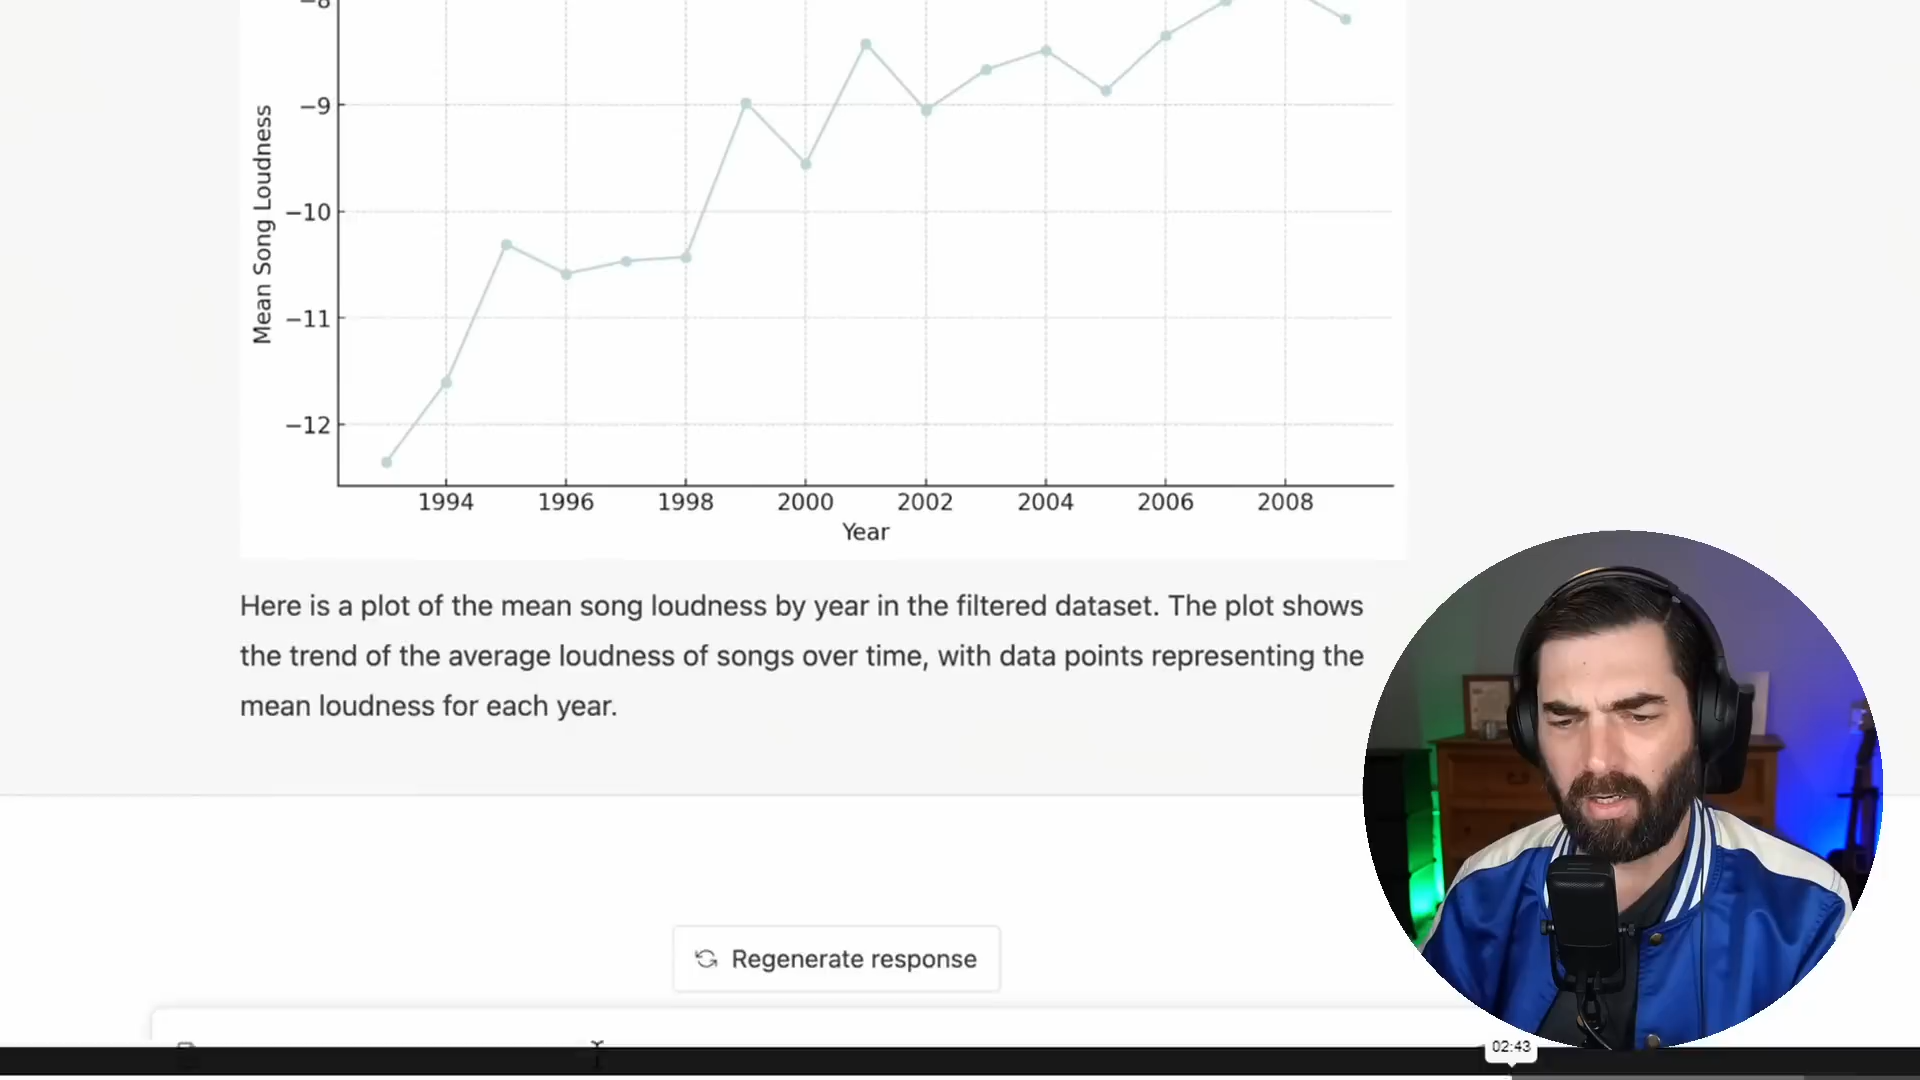 −8
−9
−10
−11
−12
Mean Song Loudness
1994 1996 1998 2000 2002 2004 2006 2008
Year
Here is a plot of the mean song loudness by year in the filtered dataset. The plot shows
the trend of the average loudness of songs over time, with data points representing the
mean loudness for each year.
Regenerate response
02:43